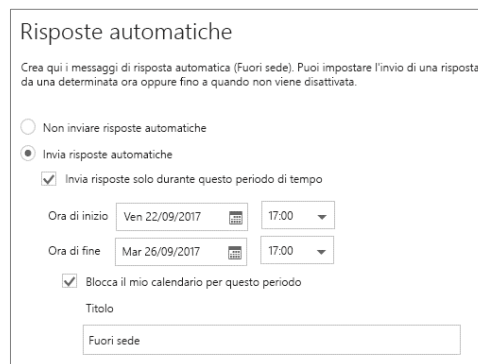 Risposte automatiche
Crea qui i messaggi di risposta automatica (Fuori sede). Puoi impostare l'invio di una risposta
da una determinata ora oppure fino a quando non viene disattivata.
Non inviare risposte automatiche
Invia risposte automatiche
Invia risposte solo durante questo periodo di tempo
Ora di inizio Ven 22/09/2017 17:00
Ora di fine Mar 26/09/2017 17:00
Blocca il mio calendario per questo periodo
Titolo
Fuori sede